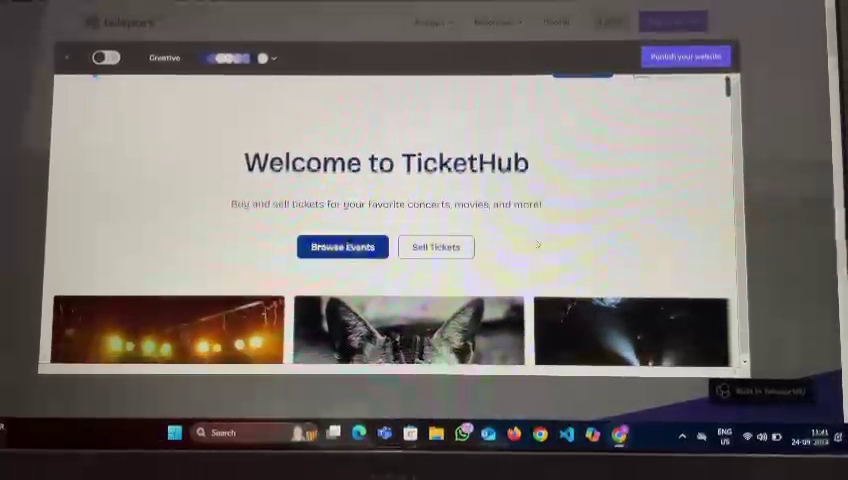 teleport
Creative
Publish your website
Welcome to TicketHub
Buy and sell tickets for your favorite concerts, movies, and more!
Browse Events
Sell Tickets
Search
ENG
US
11:41
24-09-2024